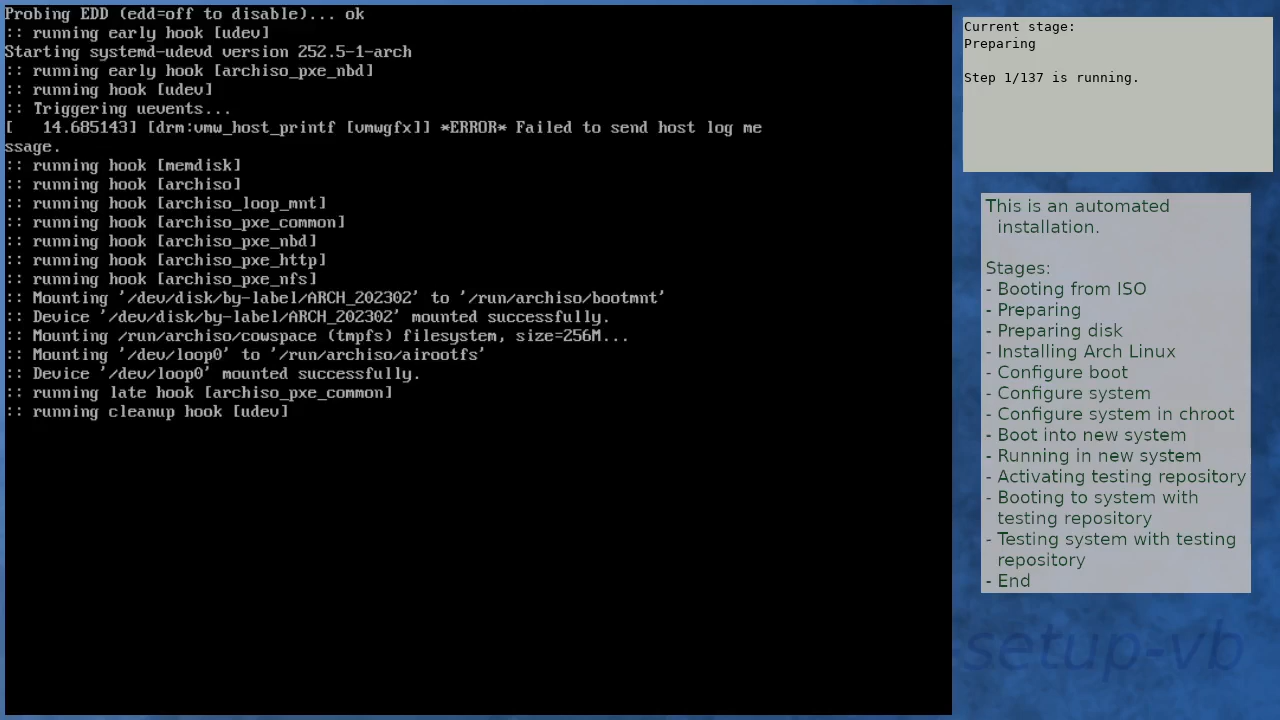 Probing EDD (edd=off to disable)... ok
:: running early hook [udev]
Starting systemd-udevd version 252.5-1-arch
:: running early hook [archiso_pxe_nbd]
:: running hook [udev]
:: Triggering uevents...
[   14.685143] [drm:vmw_host_printf [vmwgfx]] *ERROR* Failed to send host log me
ssage.
:: running hook [memdisk]
:: running hook [archiso]
:: running hook [archiso_loop_mnt]
:: running hook [archiso_pxe_common]
:: running hook [archiso_pxe_nbd]
:: running hook [archiso_pxe_http]
:: running hook [archiso_pxe_nfs]
:: Mounting '/dev/disk/by-label/ARCH_202302' to '/run/archiso/bootmnt'
:: Device '/dev/disk/by-label/ARCH_202302' mounted successfully.
:: Mounting /run/archiso/cowspace (tmpfs) filesystem, size=256M...
:: Mounting '/dev/loop0' to '/run/archiso/airootfs'
:: Device '/dev/loop0' mounted successfully.
:: running late hook [archiso_pxe_common]
:: running cleanup hook [udev]
Current stage:
Preparing
Step 1/137 is running.
This is an automated
installation.
Stages:
- Booting from ISO
- Preparing
- Preparing disk
- Installing Arch Linux
- Configure boot
- Configure system
- Configure system in chroot
- Boot into new system
- Running in new system
- Activating testing repository
- Booting to system with
testing repository
- Testing system with testing
repository
- End
setup-vb